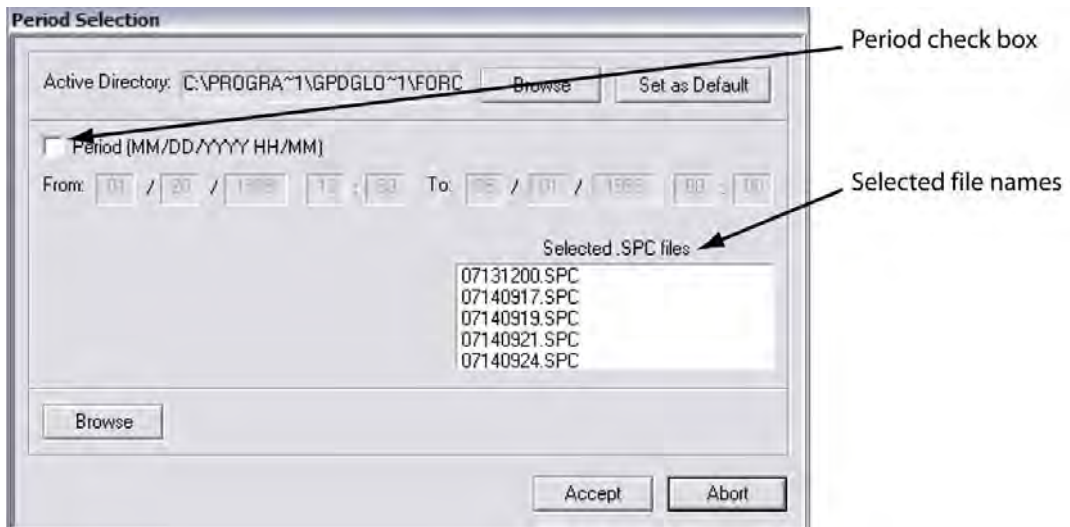 Period Selection
Period check box
Active Directory: C:\PROGRA~1\GPDGLO~1\FORC Browse Set as Default
Period (MM/DD/YYYY HH/MM)
From: / 20 / : To: / 01 / :
Selected file names
Selected .SPC files
07131200.SPC
07140917.SPC
07140919.SPC
07140921.SPC
07140924.SPC
Browse
Accept Abort